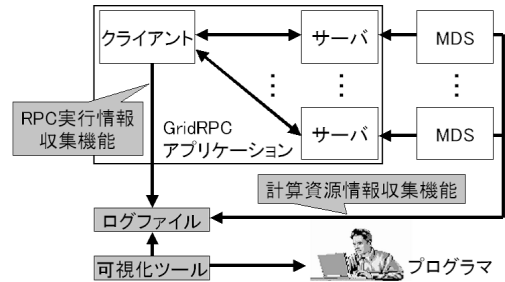 クライアント
サーバ
MDS
RPC実行情報
収集機能
GridRPC
アプリケーション
サーバ
MDS
計算資源情報収集機能
ログファイル
可視化ツール
プログラマ